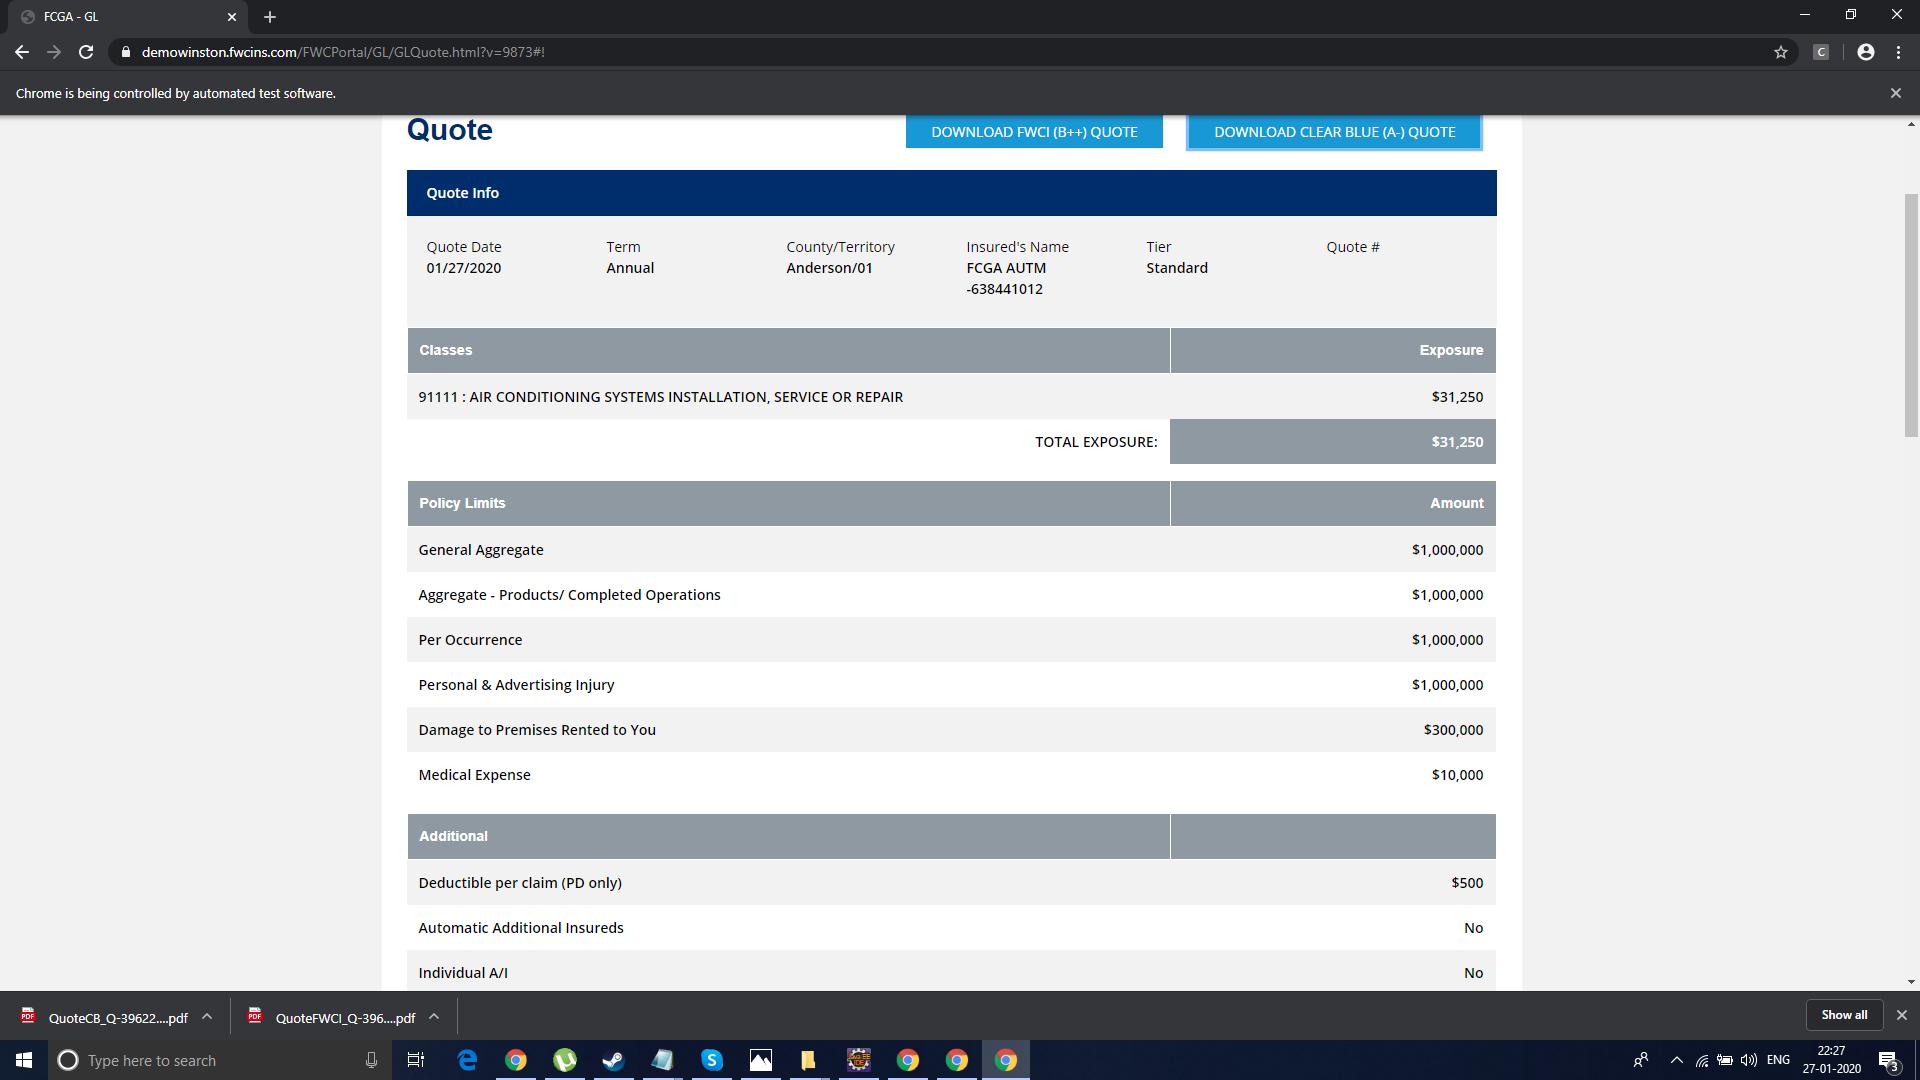 FCGA - GL
demowinston.fwcins.com/FWCPortal/GL/GLQuote.html?v=9873#!
C
Chrome is being controlled by automated test software.
Quote
DOWNLOAD FWCI (B++) QUOTE
DOWNLOAD CLEAR BLUE (A-) QUOTE
Quote Info
Quote Date
01/27/2020
Term
Annual
County/Territory
Anderson/01
Insured's Name
FCGA AUTM
-638441012
Tier
Standard
Quote #
Classes Exposure
91111 : AIR CONDITIONING SYSTEMS INSTALLATION, SERVICE OR REPAIR $31,250
TOTAL EXPOSURE: $31,250
Policy Limits Amount
General Aggregate $1,000,000
Aggregate - Products/ Completed Operations $1,000,000
Per Occurrence $1,000,000
Personal & Advertising Injury $1,000,000
Damage to Premises Rented to You $300,000
Medical Expense $10,000
Additional
Deductible per claim (PD only) $500
Automatic Additional Insureds No
Individual A/I No
QuoteCB_Q-39622....pdf
QuoteFWCI_Q-396....pdf
Show all
Type here to search
ENG
22:27
27-01-2020
3